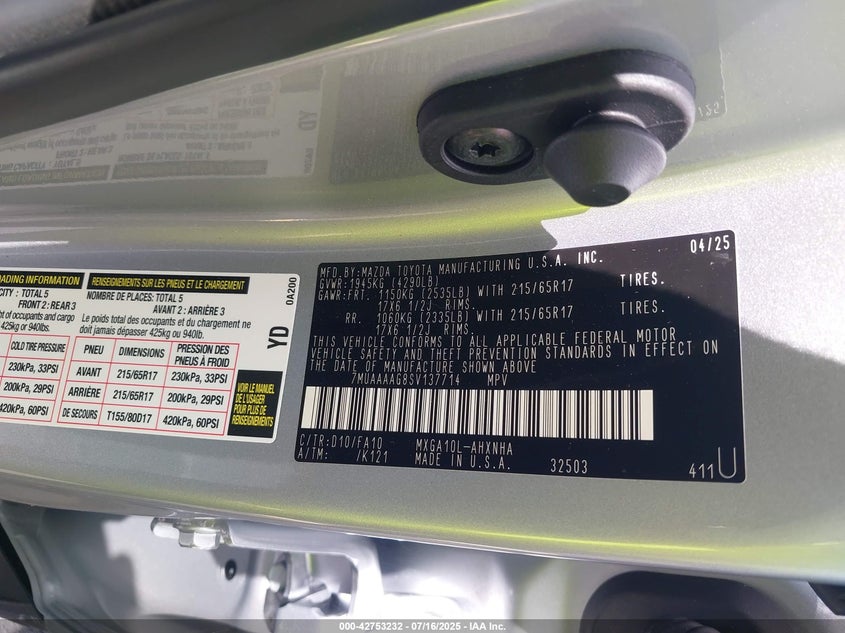 MFD.BY:MAZDA TOYOTA MANUFACTURING U.S.A. INC. 04/25
GVWR:1945KG (4290LB)
GAWR:FRT. 1150KG (2535LB) WITH 215/65R17 TIRES.
17X6 1/2J RIMS.
RR. 1060KG (2335LB) WITH 215/65R17 TIRES.
17X6 1/2J RIMS.
THIS VEHICLE CONFORMS TO ALL APPLICABLE FEDERAL MOTOR
VEHICLE SAFETY AND THEFT PREVENTION STANDARDS IN EFFECT ON
THE DATE OF MANUFACTURE SHOWN ABOVE.
7MUAAAAG8SV137714 MPV
C/TR:D10/FA10 MXGA10L-AHXNHA
A/TM: /K121 MADE IN U.S.A. 32503
411U
LOADING INFORMATION
CITY : TOTAL 5
FRONT 2 : REAR 3
ht of occupants and cargo
425kg or 940lb.
COLD TIRE PRESSURE
230kPa, 33PSI
200kPa, 29PSI
420kPa, 60PSI
RENSEIGNEMENTS SUR LES PNEUS ET LE CHARGEMENT
NOMBRE DE PLACES: TOTAL 5
AVANT 2 : ARRIÈRE 3
Le poids total des occupants et du chargement ne
doit jamais dépasser 425kg ou 940lb.
PNEU DIMENSIONS PRESSION DES PNEUS À FROID
AVANT 215/65R17 230kPa, 33PSI
ARRIÈRE 215/65R17 200kPa, 29PSI
DE SECOURS T155/80D17 420kPa, 60PSI
VOIR LE MANUEL
DE L'USAGER
POUR PLUS DE
RENSEIGNEMENTS
YD
0A200
000-42753232 - 07/16/2025 - IAA Inc.